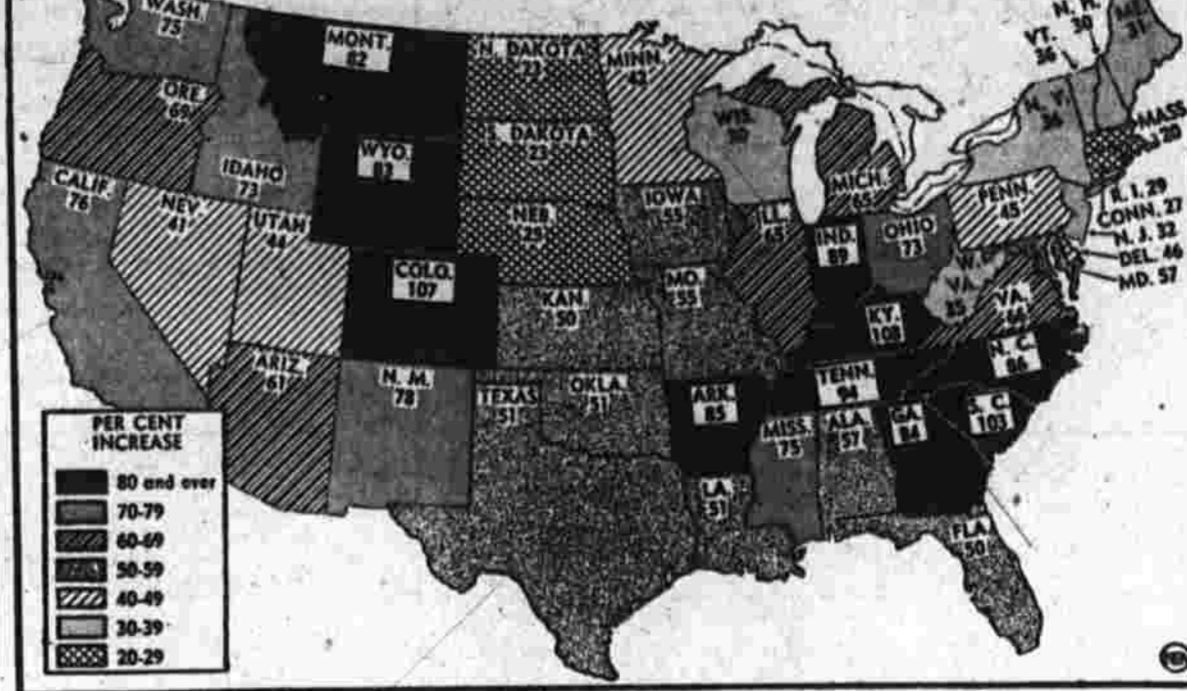 WASH.
75
MONT.
82
N. DAKOTA
23
MINN.
42
VT.
36
N. H.
30
ME.
31
ORE.
69
IDAHO
73
WYO.
83
S. DAKOTA
23
WIS.
N. Y.
36
MASS.
20
CALIF.
76
NEV.
41
UTAH
44
NEB.
25
IOWA
55
ILL.
65
MICH.
65
IND.
89
OHIO
73
PENN.
45
R. I. 29
CONN. 27
N. J. 32
DEL. 46
MD. 57
COLO.
107
KAN.
50
MO.
55
KY.
108
W.
VA.
85
VA.
66
ARIZ.
61
N. M.
78
TEXAS
51
OKLA.
51
ARK.
85
TENN.
94
N. C.
86
S. C.
103
MISS.
75
ALA.
57
GA.
84
LA.
51
FLA.
50
PER CENT
INCREASE
80 and over
70-79
60-69
50-59
40-49
30-39
20-29